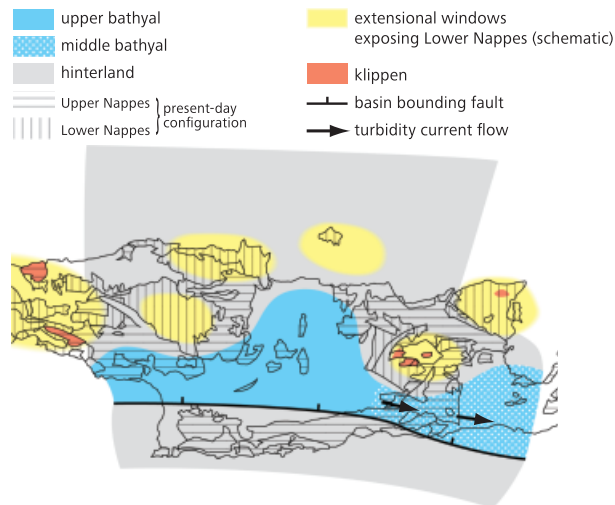 upper bathyal
middle bathyal
hinterland
Upper Nappes
Lower Nappes
present-day
configuration
extensional windows
exposing Lower Nappes (schematic)
klippen
basin bounding fault
turbidity current flow